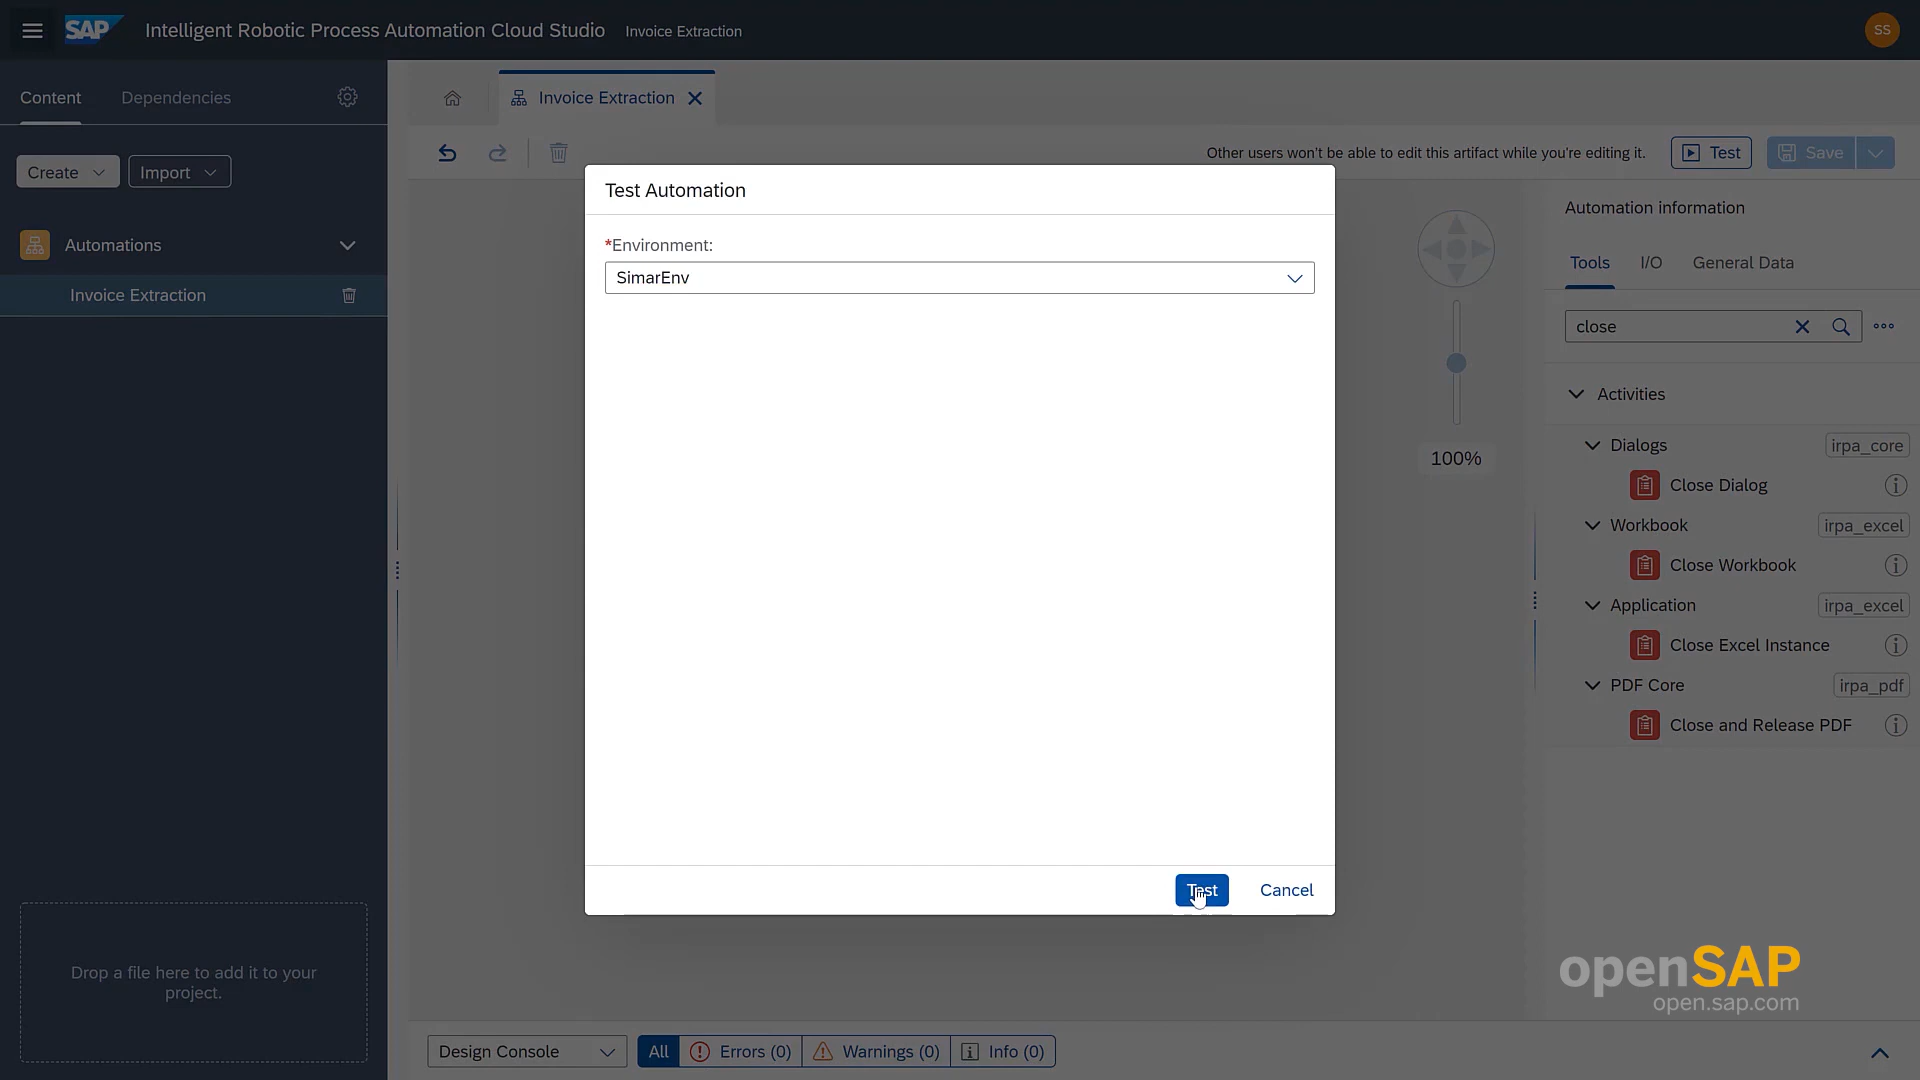 SAP
Intelligent Robotic Process Automation Cloud Studio
Invoice Extraction
SS
Content
Dependencies
Create
Import
Automations
Invoice Extraction
Drop a file here to add it to your
project.
Invoice Extraction
Other users won't be able to edit this artifact while you're editing it.
Test
Save
Test Automation
*Environment:
SimarEnv
Test
Cancel
100%
Automation information
Tools
I/O
General Data
close
Activities
Dialogs
irpa_core
Close Dialog
Workbook
irpa_excel
Close Workbook
Application
irpa_excel
Close Excel Instance
PDF Core
irpa_pdf
Close and Release PDF
openSAP
open.sap.com
Design Console
All
Errors (0)
Warnings (0)
Info (0)